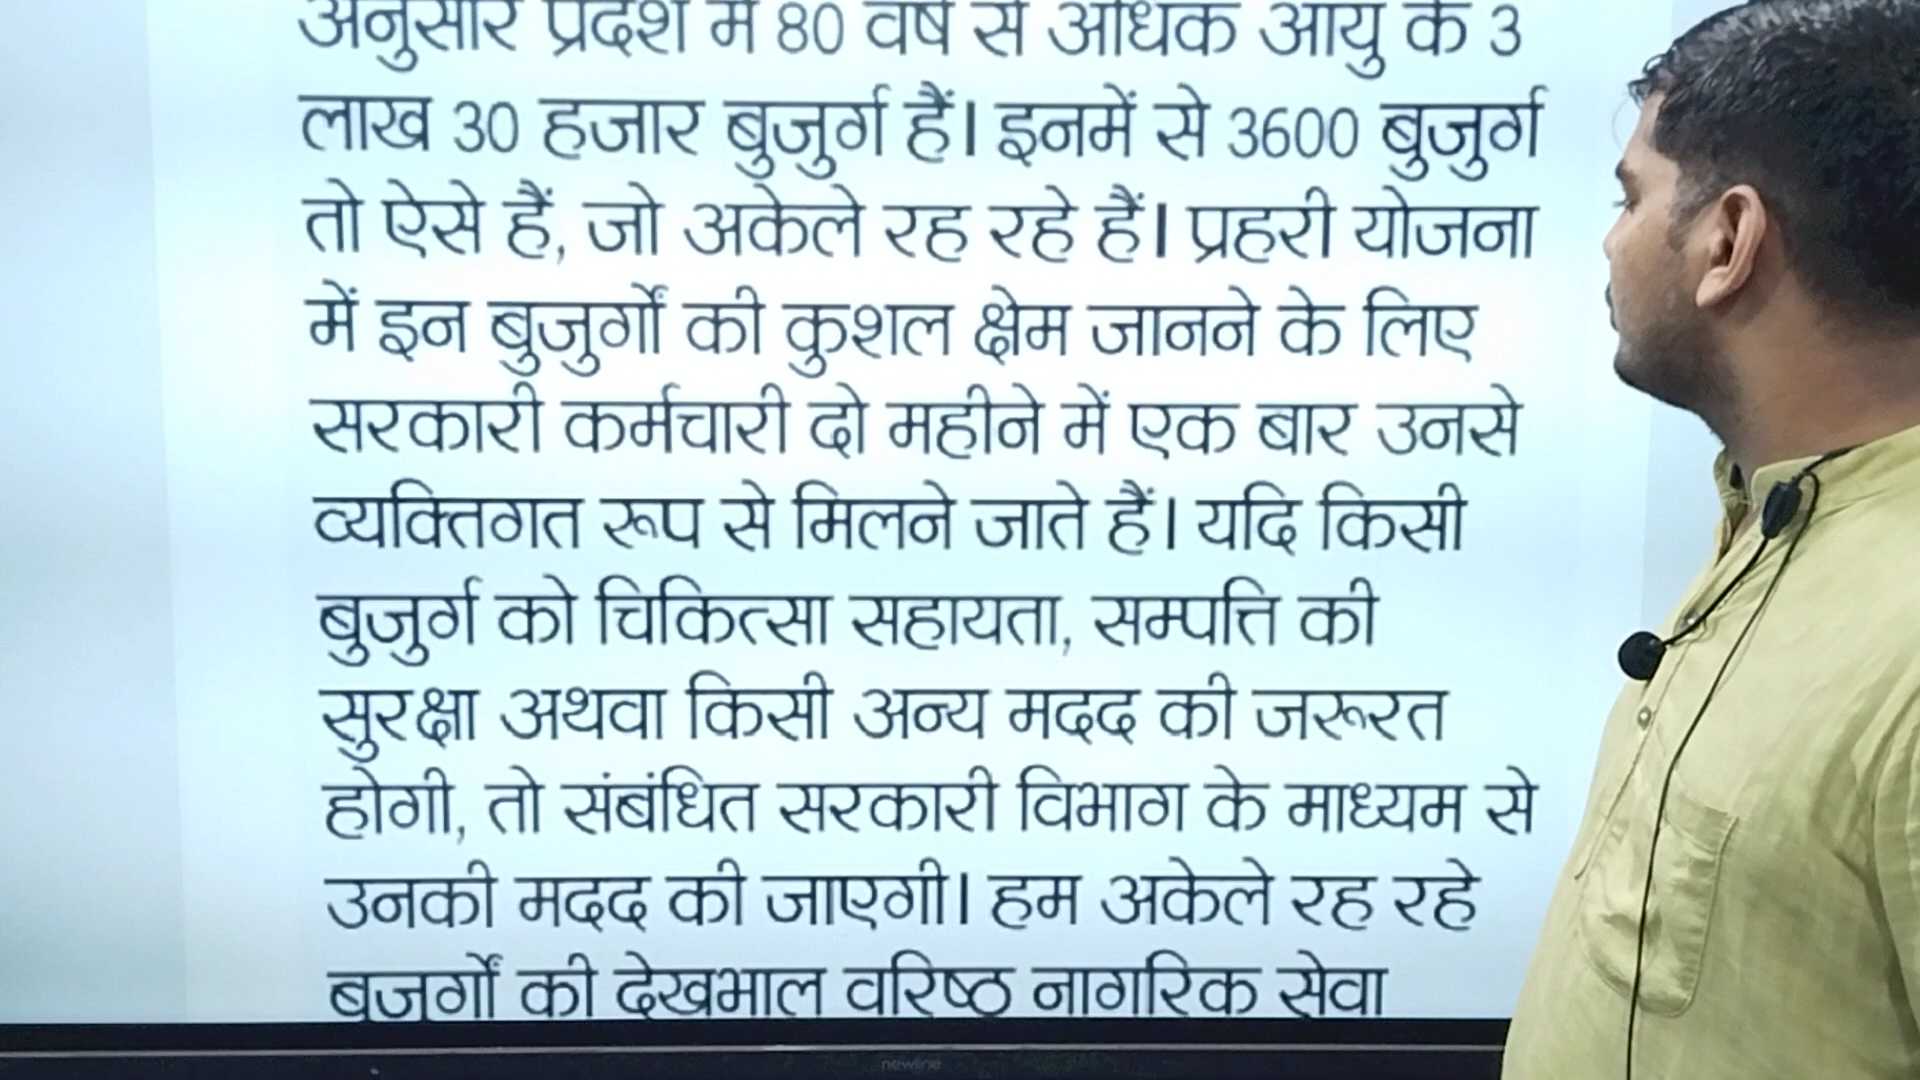 अनुसार प्रदेश में 80 वर्ष से अधिक आयु के 3
लाख 30 हजार बुजुर्ग हैं। इनमें से 3600 बुजुर्ग
तो ऐसे हैं, जो अकेले रह रहे हैं। प्रहरी योजना
में इन बुजुर्गों की कुशल क्षेम जानने के लिए
सरकारी कर्मचारी दो महीने में एक बार उनसे
व्यक्तिगत रूप से मिलने जाते हैं। यदि किसी
बुजुर्ग को चिकित्सा सहायता, सम्पत्ति की
सुरक्षा अथवा किसी अन्य मदद की जरूरत
होगी, तो संबंधित सरकारी विभाग के माध्यम से
उनकी मदद की जाएगी। हम अकेले रह रहे
बुजुर्गों की देखभाल वरिष्ठ नागरिक सेवा
newline